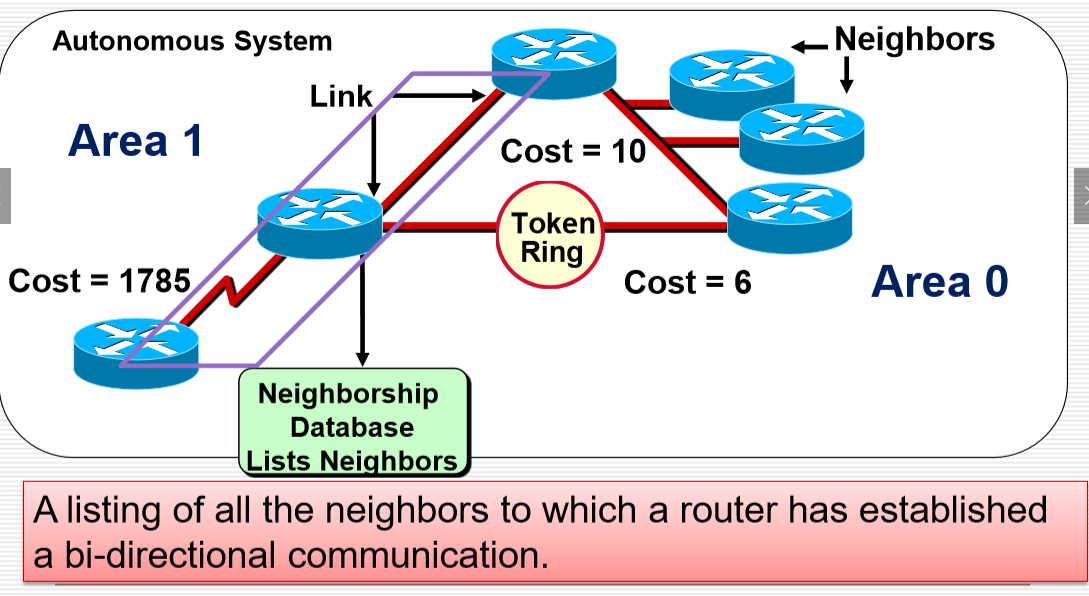 Autonomous System
Neighbors
Link
Area 1
Cost = 10
Token
Ring
Cost = 1785
Cost = 6
Area 0
Neighborship
Database
Lists Neighbors
A listing of all the neighbors to which a router has established
a bi-directional communication.